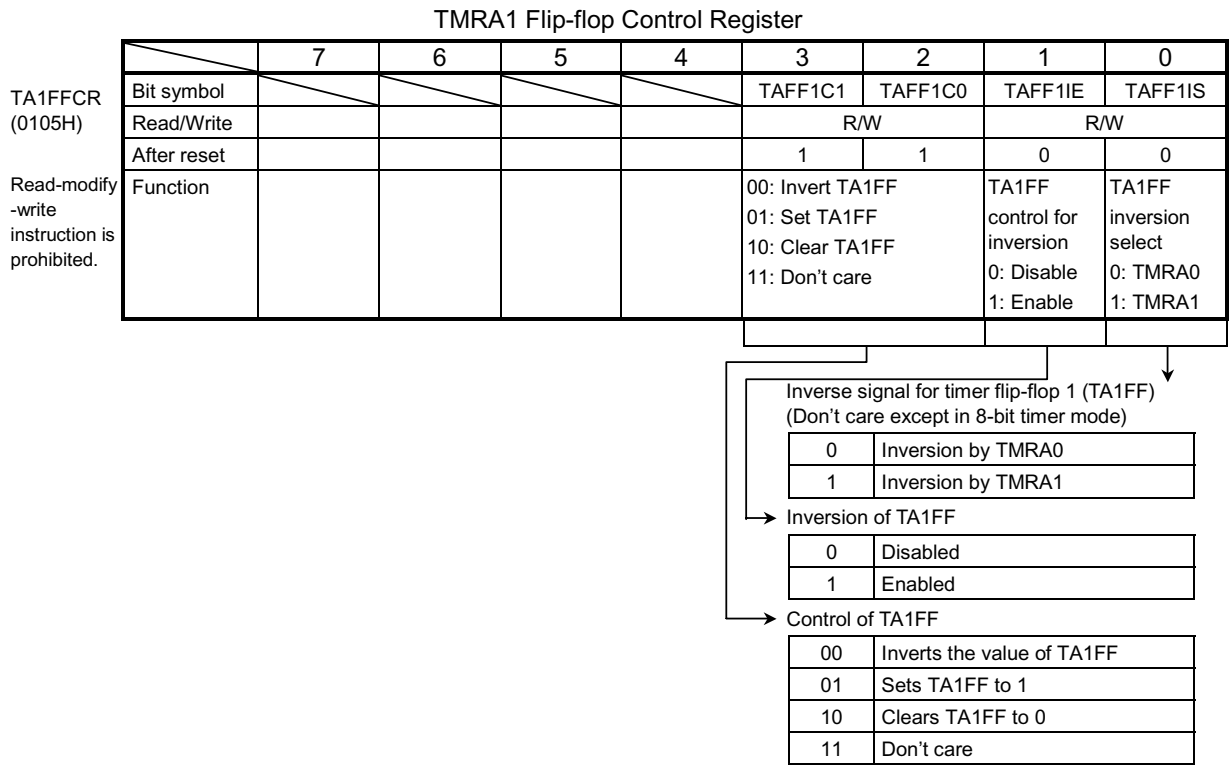 TMRA1 Flip-flop Control Register
7 6 5 4 3 2 1 0
TA1FFCR
(0105H)
Bit symbol TAFF1C1 TAFF1C0 TAFF1IE TAFF1IS
Read/Write R/W R/W
After reset 1 1 0 0
Read-modify
-write
instruction is
prohibited.
Function
00: Invert TA1FF
01: Set TA1FF
10: Clear TA1FF
11: Don't care
TA1FF
control for
inversion
0: Disable
1: Enable
TA1FF
inversion
select
0: TMRA0
1: TMRA1
Inverse signal for timer flip-flop 1 (TA1FF)
(Don't care except in 8-bit timer mode)
0 Inversion by TMRA0
1 Inversion by TMRA1
Inversion of TA1FF
0 Disabled
1 Enabled
Control of TA1FF
00 Inverts the value of TA1FF
01 Sets TA1FF to 1
10 Clears TA1FF to 0
11 Don't care